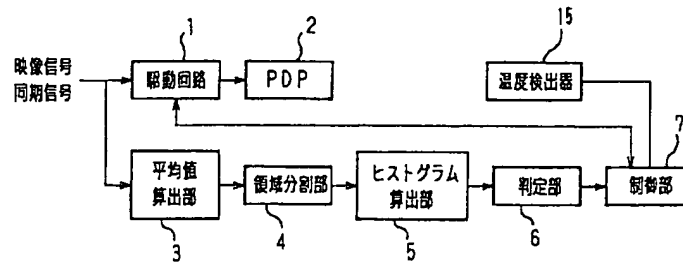 1
2
15
映像信号
同期信号
駆動回路
PDP
温度検出器
7
平均値
算出部
領域分割部
ヒストグラム
算出部
判定部
制御部
3
4
5
6